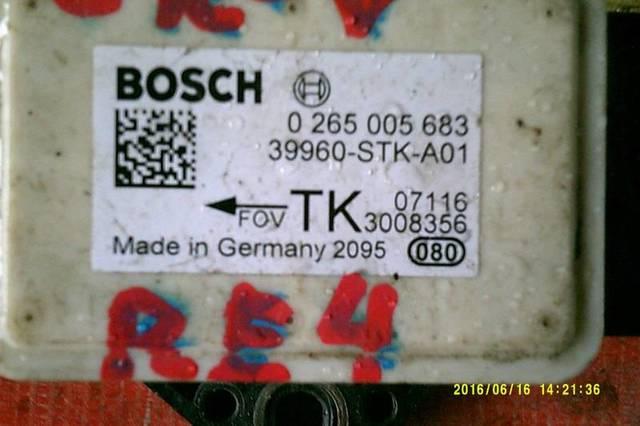 BOSCH
0 265 005 683
39960-STK-A01
FOV TK 07116
3008356
Made in Germany 2095 080
RE4
2016/06/16 14:21:36